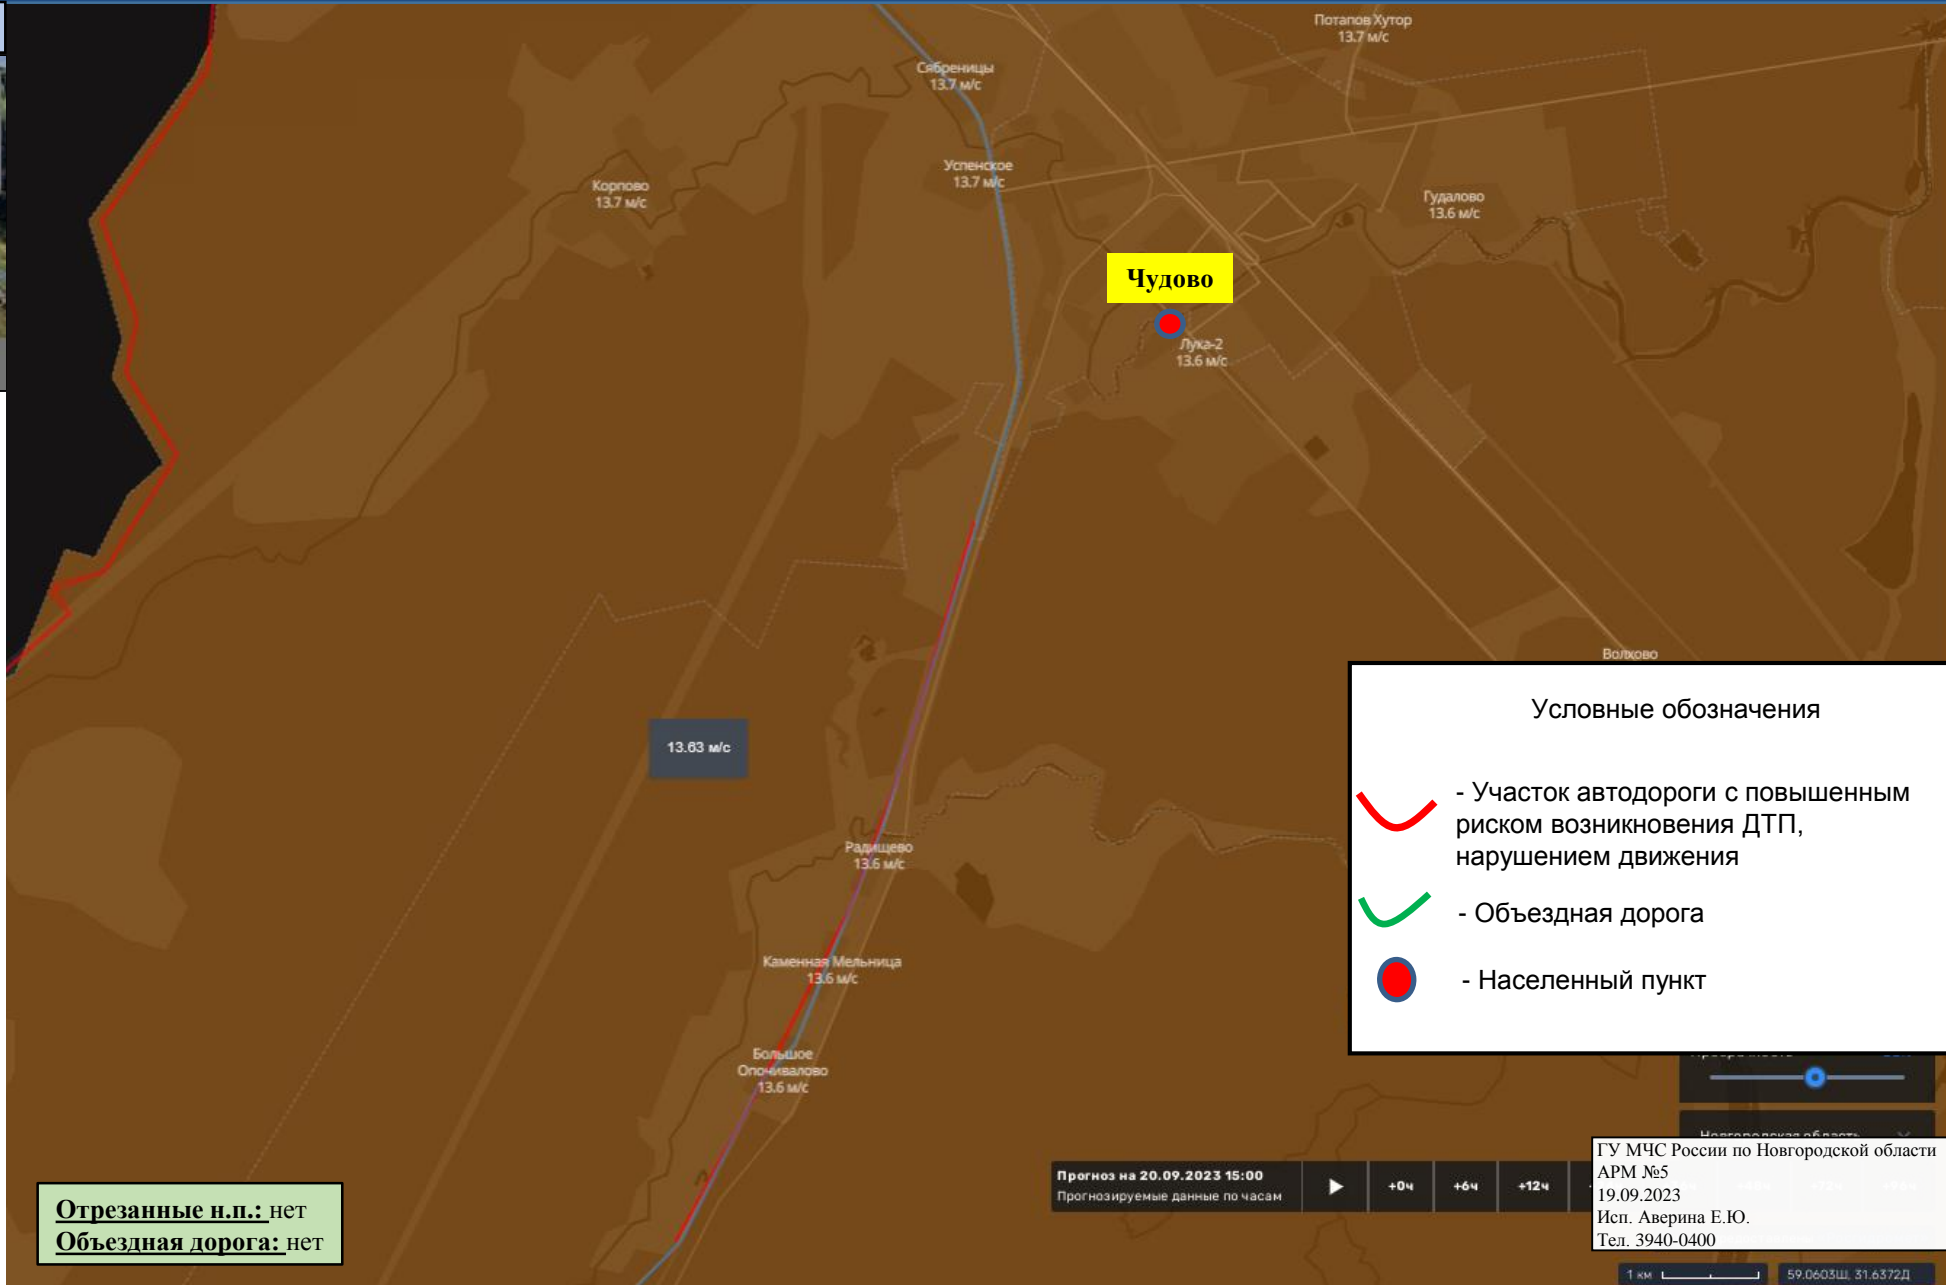 Потапов Хутор
13.7 м/с
Сябреницы
13.7 м/с
Успенское
13.7 м/с
Корпово
13.7 м/с
Гудалово
13.6 м/с
Чудово
Лука-2
13.6 м/с
Волхово
Условные обозначения
- Участок автодороги с повышенным
риском возникновения ДТП,
нарушением движения
- Объездная дорога
- Населенный пункт
13.63 м/с
Радищево
13.6 м/с
Каменная Мельница
13.6 м/с
Большое
Опочивалово
13.6 м/с
Новгородская область
Прогноз на 20.09.2023 15:00
Прогнозируемые данные по часам
+0ч +6ч +12ч
ГУ МЧС России по Новгородской области
АРМ №5
19.09.2023
Исп. Аверина Е.Ю.
Тел. 3940-0400
Отрезанные н.п.: нет
Объездная дорога: нет
1 км
59.0603Ш, 31.6372Д